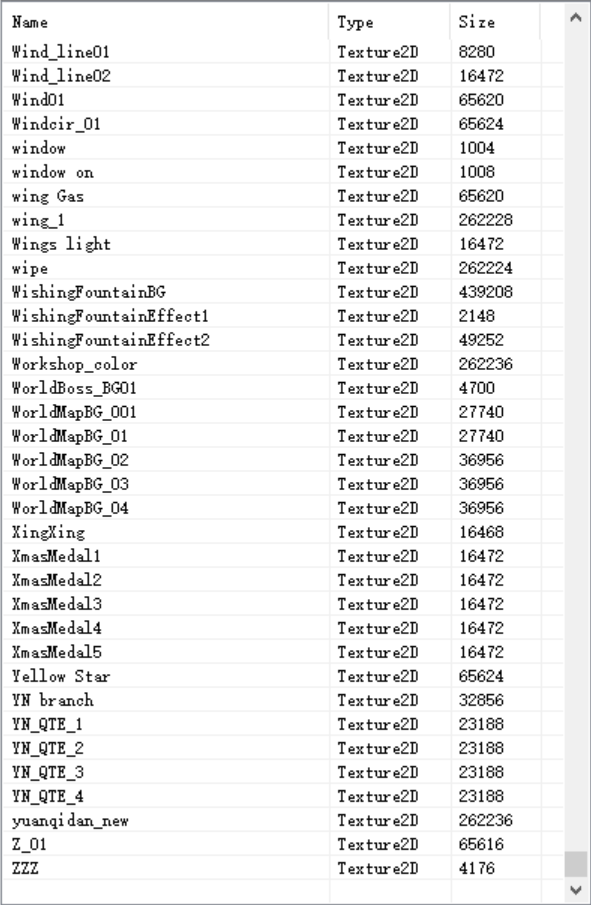 Name Type Size
Wind_line01 Texture2D 8280
Wind_line02 Texture2D 16472
Wind01 Texture2D 65620
Windcir_01 Texture2D 65624
window Texture2D 1004
window on Texture2D 1008
wing Gas Texture2D 65620
wing_1 Texture2D 262228
Wings light Texture2D 16472
wipe Texture2D 262224
WishingFountainBG Texture2D 439208
WishingFountainEffect1 Texture2D 2148
WishingFountainEffect2 Texture2D 49252
Workshop_color Texture2D 262236
WorldBoss_BG01 Texture2D 4700
WorldMapBG_001 Texture2D 27740
WorldMapBG_01 Texture2D 27740
WorldMapBG_02 Texture2D 36956
WorldMapBG_03 Texture2D 36956
WorldMapBG_04 Texture2D 36956
XingXing Texture2D 16468
XmasMedal1 Texture2D 16472
XmasMedal2 Texture2D 16472
XmasMedal3 Texture2D 16472
XmasMedal4 Texture2D 16472
XmasMedal5 Texture2D 16472
Yellow Star Texture2D 65624
YN branch Texture2D 32856
YN_QTE_1 Texture2D 23188
YN_QTE_2 Texture2D 23188
YN_QTE_3 Texture2D 23188
YN_QTE_4 Texture2D 23188
yuanqidan_new Texture2D 262236
Z_01 Texture2D 65616
ZZZ Texture2D 4176